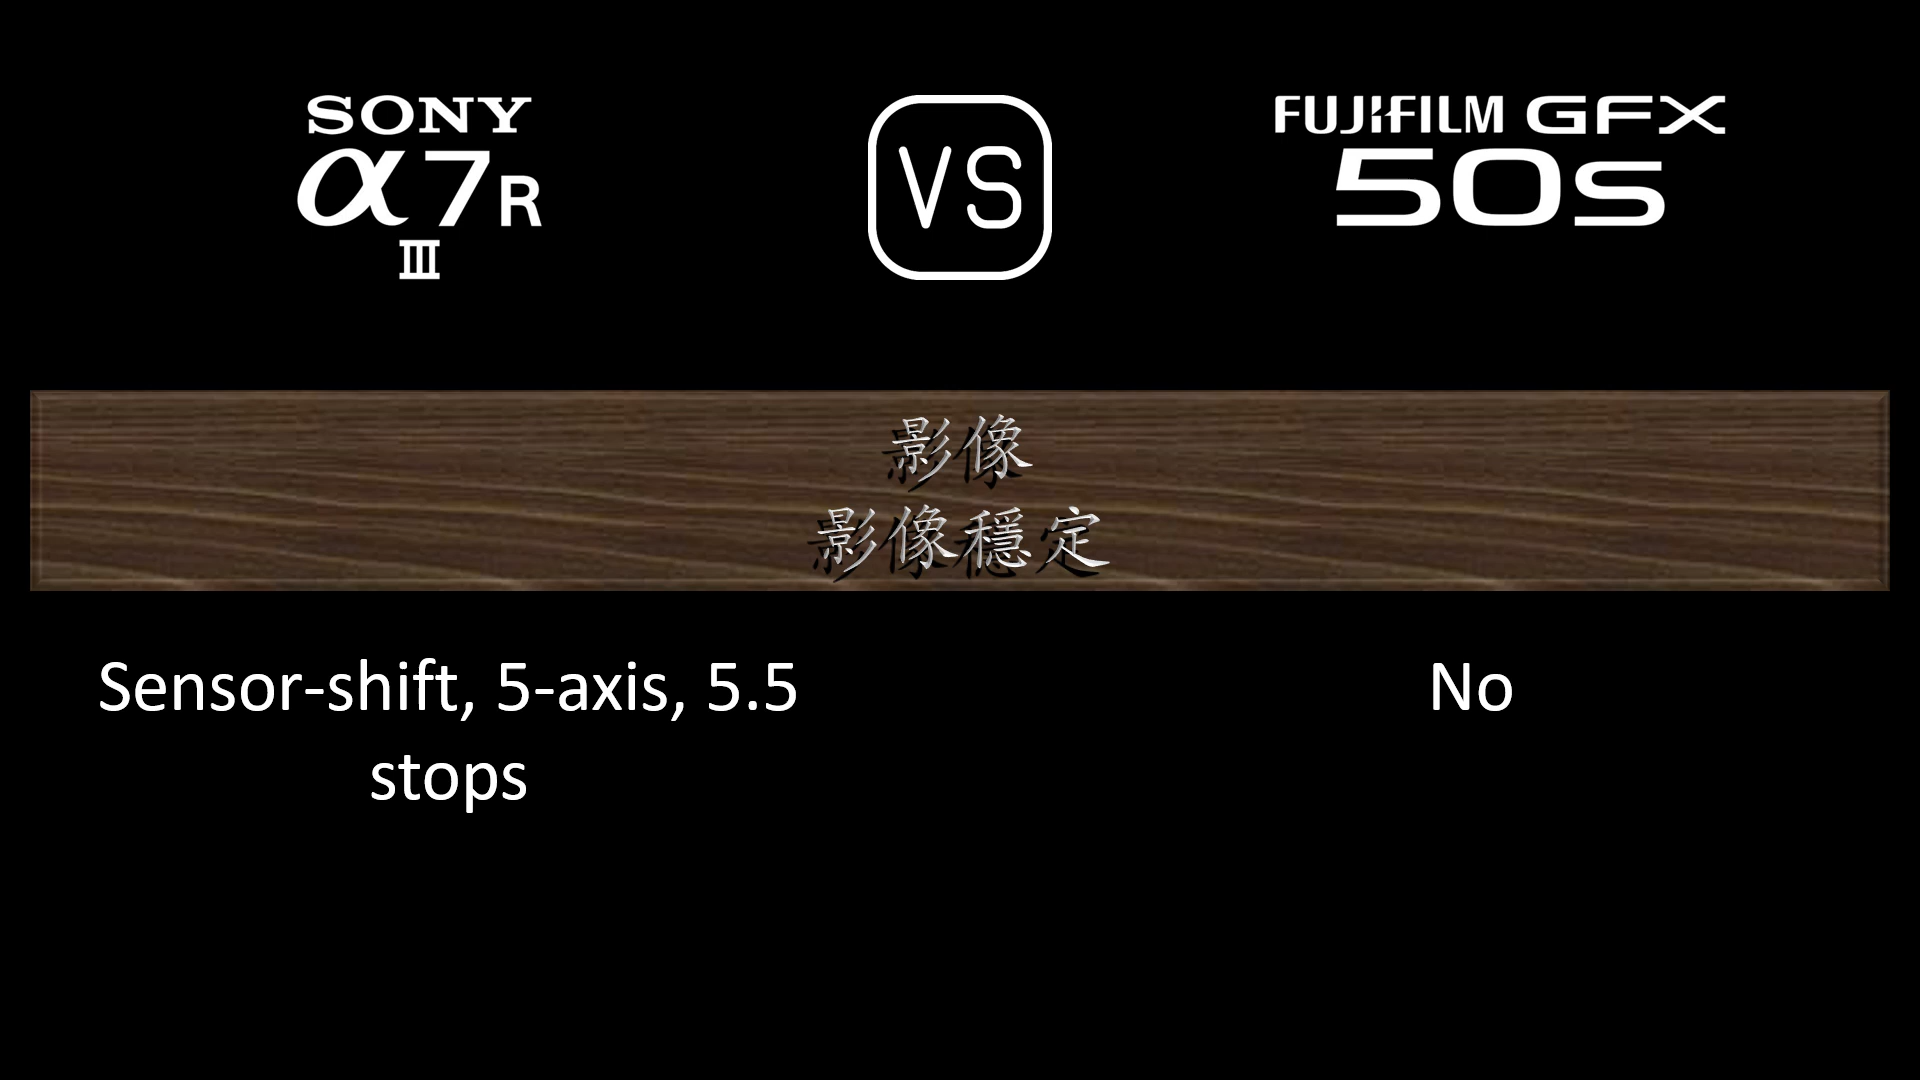 SONY
α7R
III
VS
FUJIFILM GFX
50S
影像
影像穩定
Sensor-shift, 5-axis, 5.5
stops
No